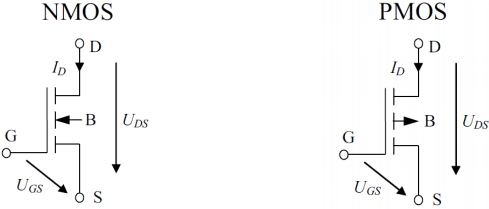 NMOS PMOS
D D
I_D I_D
B U_DS B U_DS
G G
U_GS S U_GS S